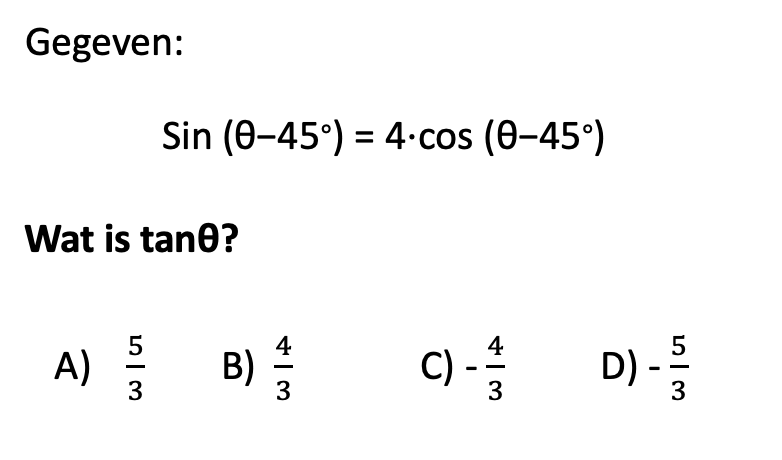 Gegeven:
Sin (θ–45°) = 4·cos (θ–45°)
Wat is tanθ?
A) 5/3 B) 4/3 C) - 4/3 D) - 5/3